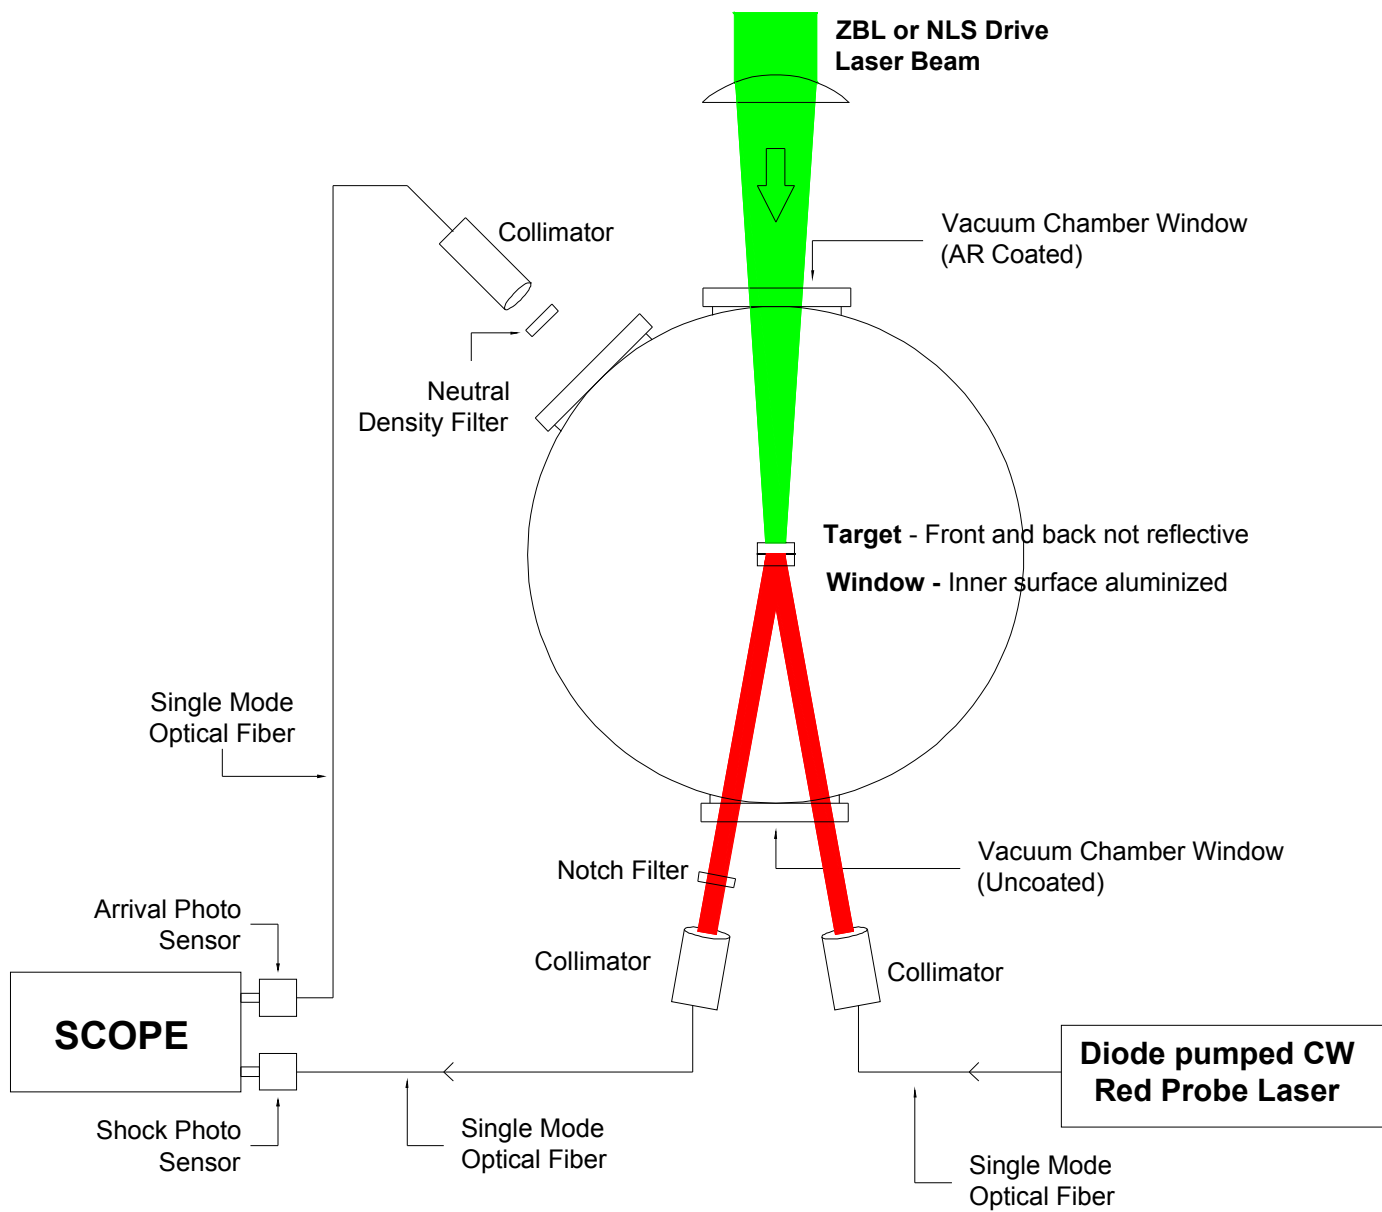 ZBL or NLS Drive
Laser Beam
Collimator
Vacuum Chamber Window
(AR Coated)
Neutral
Density Filter
Target - Front and back not reflective
Window - Inner surface aluminized
Single Mode
Optical Fiber
Notch Filter
Vacuum Chamber Window
(Uncoated)
Arrival Photo
Sensor
Collimator
Collimator
SCOPE
Diode pumped CW
Red Probe Laser
Shock Photo
Sensor
Single Mode
Optical Fiber
Single Mode
Optical Fiber